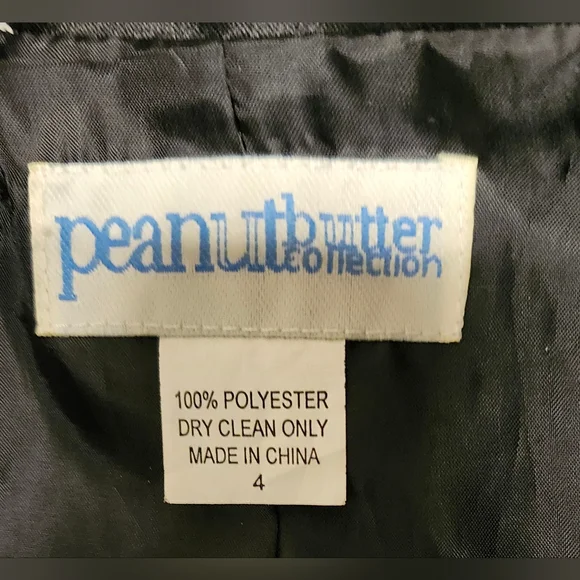 peanutbutter
collection
100% POLYESTER
DRY CLEAN ONLY
MADE IN CHINA
4